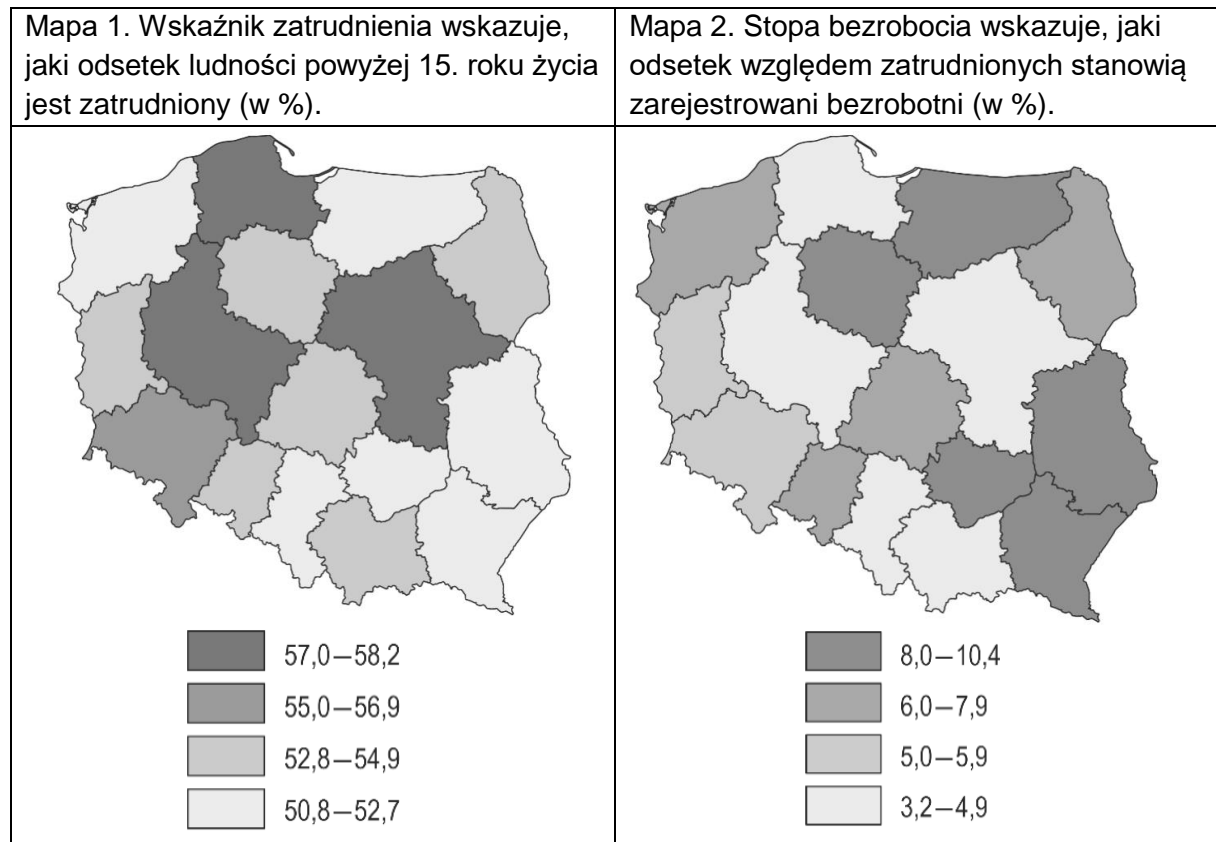 Mapa 1. Wskaźnik zatrudnienia wskazuje,
jaki odsetek ludności powyżej 15. roku życia
jest zatrudniony (w %).
Mapa 2. Stopa bezrobocia wskazuje, jaki
odsetek względem zatrudnionych stanowią
zarejestrowani bezrobotni (w %).
57,0–58,2
55,0–56,9
52,8–54,9
50,8–52,7
8,0–10,4
6,0–7,9
5,0–5,9
3,2–4,9